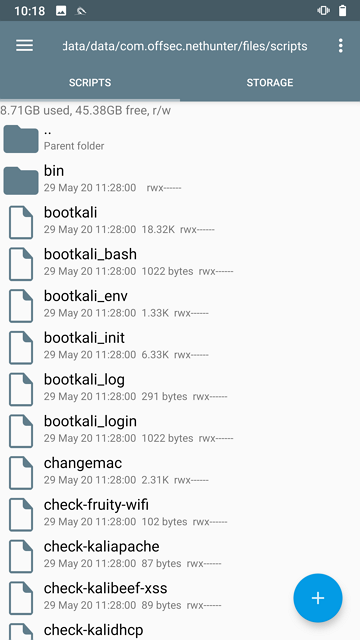 10:18
/data/data/com.offsec.nethunter/files/scripts
SCRIPTS
STORAGE
8.71GB used, 45.38GB free, r/w
..
Parent folder
bin
29 May 20 11:28:00 rwx------
bootkali
29 May 20 11:28:00 18.32K rwx------
bootkali_bash
29 May 20 11:28:00 1022 bytes rwx------
bootkali_env
29 May 20 11:28:00 1.33K rwx------
bootkali_init
29 May 20 11:28:00 6.33K rwx------
bootkali_log
29 May 20 11:28:00 291 bytes rwx------
bootkali_login
29 May 20 11:28:00 1022 bytes rwx------
changemac
29 May 20 11:28:00 2.31K rwx------
check-fruity-wifi
29 May 20 11:28:00 102 bytes rwx------
check-kaliapache
29 May 20 11:28:00 87 bytes rwx------
check-kalibeef-xss
29 May 20 11:28:00 89 bytes rwx------
check-kalidhcp